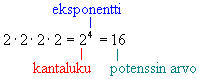 eksponentti
2 · 2 · 2 · 2 = 2⁴ = 16
kantaluku potenssin arvo